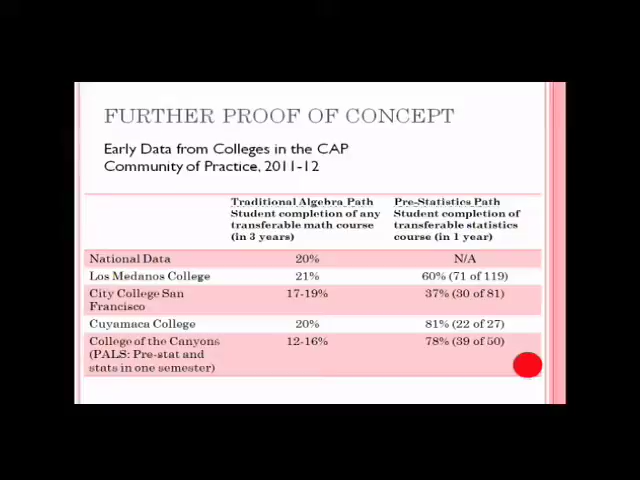 FURTHER PROOF OF CONCEPT
Early Data from Colleges in the CAP
Community of Practice, 2011-12
Traditional Algebra Path
Student completion of any
transferable math course
(in 3 years)
Pre-Statistics Path
Student completion of
transferable statistics
course (in 1 year)
National Data 20% N/A
Los Medanos College 21% 60% (71 of 119)
City College San 17-19% 37% (30 of 81)
Francisco
Cuyamaca College 20% 81% (22 of 27)
College of the Canyons 12-16% 78% (39 of 50)
(PALS: Pre-stat and
stats in one semester)